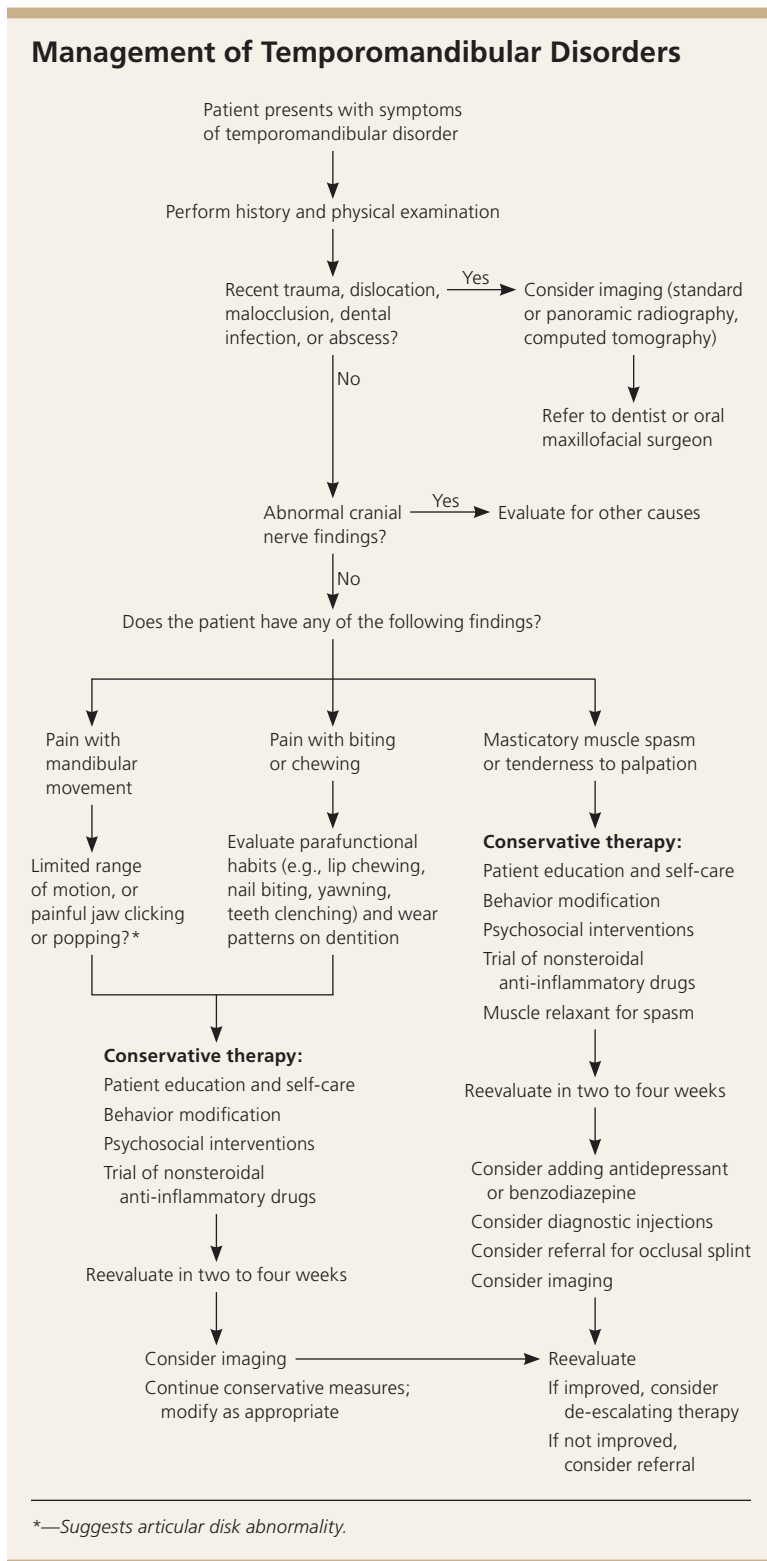 Management of Temporomandibular Disorders
Patient presents with symptoms
of temporomandibular disorder
Perform history and physical examination
Recent trauma, dislocation,
malocclusion, dental
infection, or abscess?
Yes
Consider imaging (standard
or panoramic radiography,
computed tomography)
Refer to dentist or oral
maxillofacial surgeon
No
Abnormal cranial
nerve findings?
Yes
Evaluate for other causes
No
Does the patient have any of the following findings?
Pain with
mandibular
movement
Limited range
of motion, or
painful jaw clicking
or popping?*
Pain with biting
or chewing
Evaluate parafunctional
habits (e.g., lip chewing,
nail biting, yawning,
teeth clenching) and wear
patterns on dentition
Conservative therapy:
Patient education and self-care
Behavior modification
Psychosocial interventions
Trial of nonsteroidal
anti-inflammatory drugs
Reevaluate in two to four weeks
Consider imaging
Continue conservative measures;
modify as appropriate
Masticatory muscle spasm
or tenderness to palpation
Conservative therapy:
Patient education and self-care
Behavior modification
Psychosocial interventions
Trial of nonsteroidal
anti-inflammatory drugs
Muscle relaxant for spasm
Reevaluate in two to four weeks
Consider adding antidepressant
or benzodiazepine
Consider diagnostic injections
Consider referral for occlusal splint
Consider imaging
Reevaluate
If improved, consider
de-escalating therapy
If not improved,
consider referral
*—Suggests articular disk abnormality.